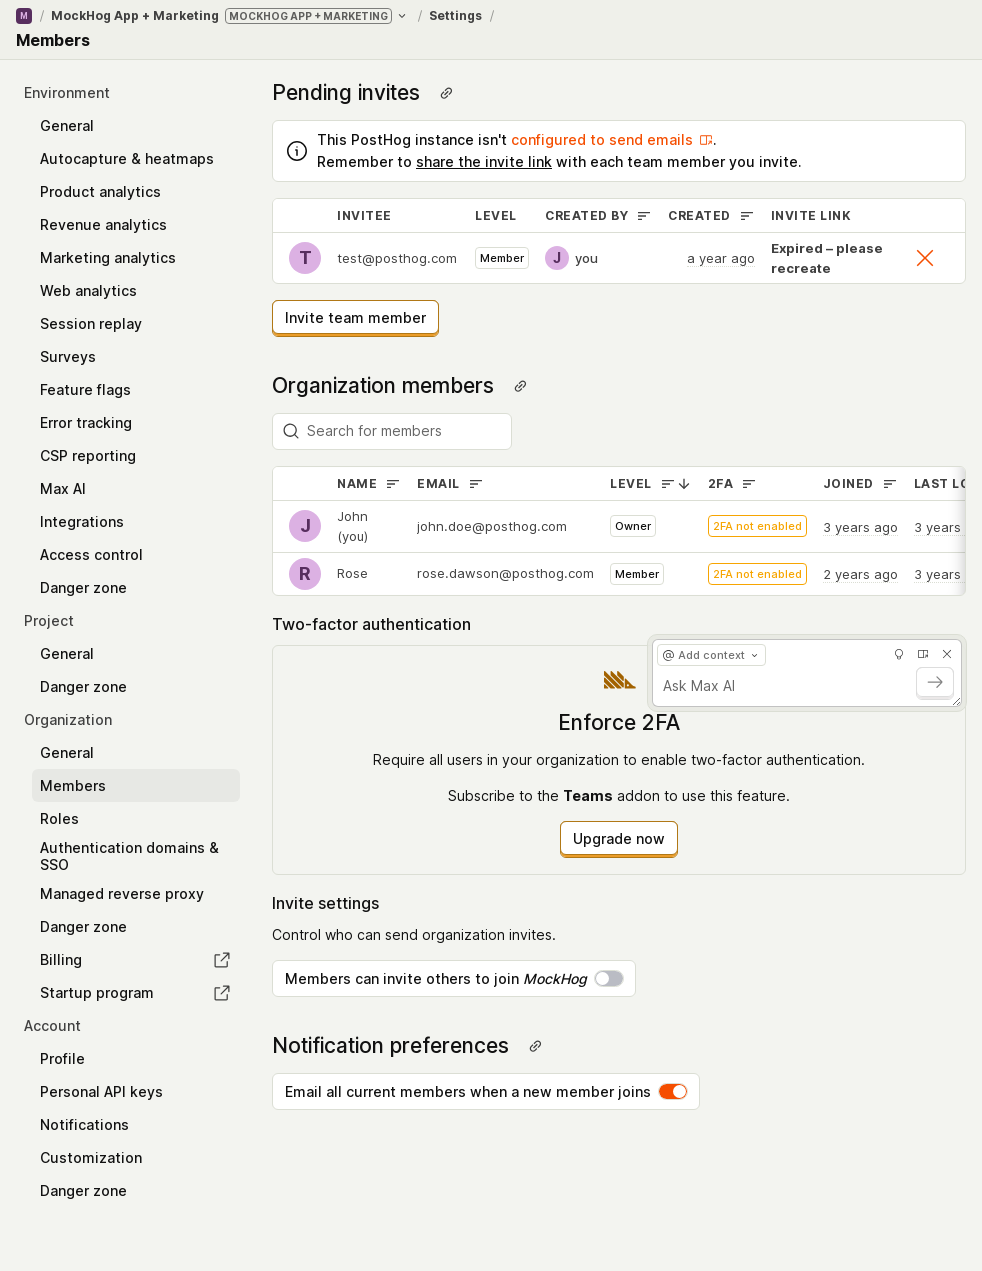 M / MockHog App + Marketing MOCKHOG APP + MARKETING / Settings /
Members
Environment
General
Autocapture & heatmaps
Product analytics
Revenue analytics
Marketing analytics
Web analytics
Session replay
Surveys
Feature flags
Error tracking
CSP reporting
Max AI
Integrations
Access control
Danger zone
Project
General
Danger zone
Organization
General
Members
Roles
Authentication domains &
SSO
Managed reverse proxy
Danger zone
Billing
Startup program
Account
Profile
Personal API keys
Notifications
Customization
Danger zone
Pending invites
This PostHog instance isn't configured to send emails.
Remember to share the invite link with each team member you invite.
INVITEE LEVEL CREATED BY CREATED INVITE LINK
T test@posthog.com Member J you a year ago Expired – please
recreate
Invite team member
Organization members
Search for members
NAME EMAIL LEVEL 2FA JOINED LAST LO
J John
(you) john.doe@posthog.com Owner 2FA not enabled 3 years ago 3 years
R Rose rose.dawson@posthog.com Member 2FA not enabled 2 years ago 3 years
Two-factor authentication
@ Add context
Ask Max AI
Enforce 2FA
Require all users in your organization to enable two-factor authentication.
Subscribe to the Teams addon to use this feature.
Upgrade now
Invite settings
Control who can send organization invites.
Members can invite others to join MockHog
Notification preferences
Email all current members when a new member joins